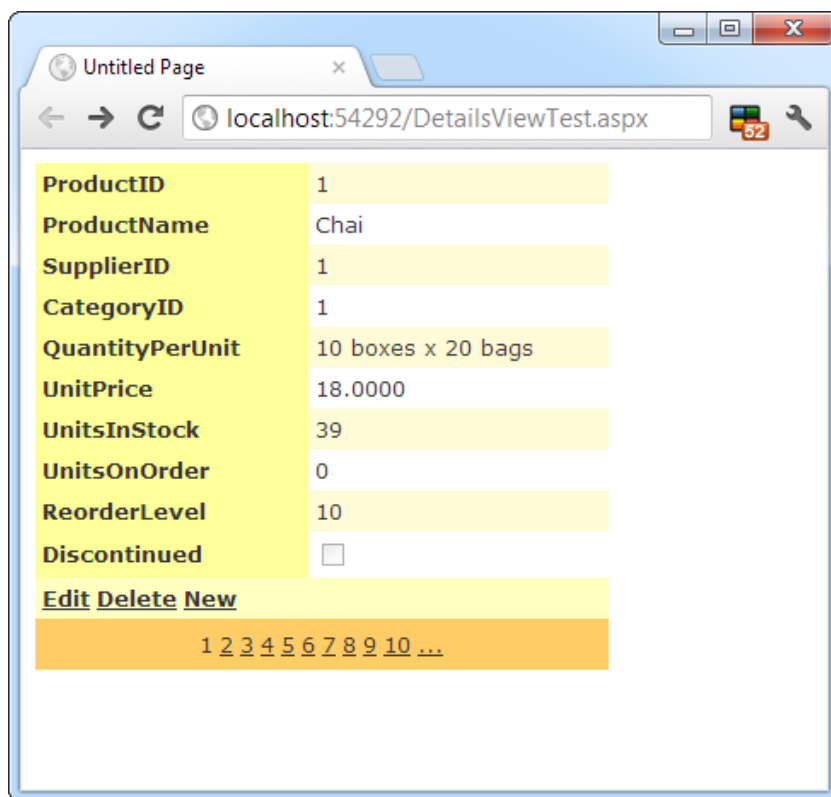 Untitled Page
localhost:54292/DetailsViewTest.aspx
52
ProductID 1
ProductName Chai
SupplierID 1
CategoryID 1
QuantityPerUnit 10 boxes x 20 bags
UnitPrice 18.0000
UnitsInStock 39
UnitsOnOrder 0
ReorderLevel 10
Discontinued
Edit Delete New
1 2 3 4 5 6 7 8 9 10 ...